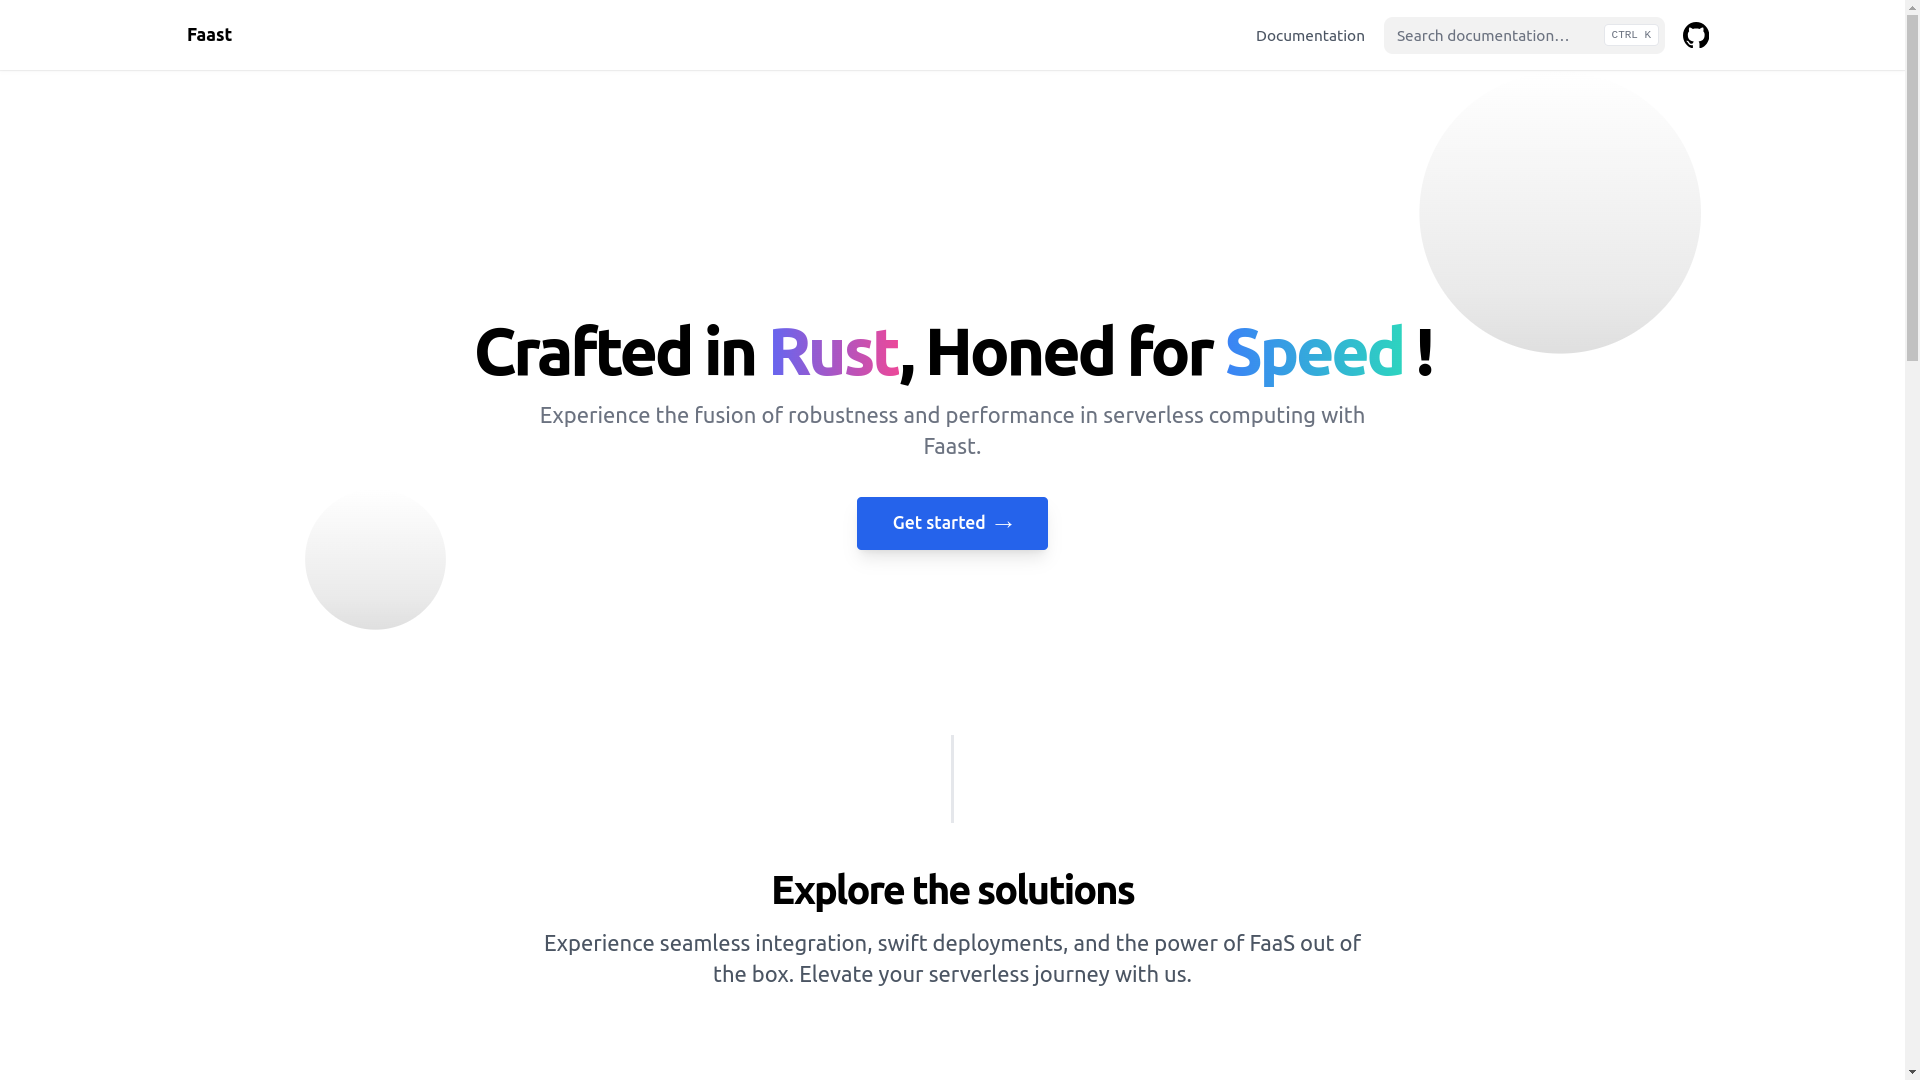 Faast
Documentation
Search documentation…
CTRL K
Crafted in Rust, Honed for Speed !
Experience the fusion of robustness and performance in serverless computing with
Faast.
Get started →
Explore the solutions
Experience seamless integration, swift deployments, and the power of FaaS out of
the box. Elevate your serverless journey with us.